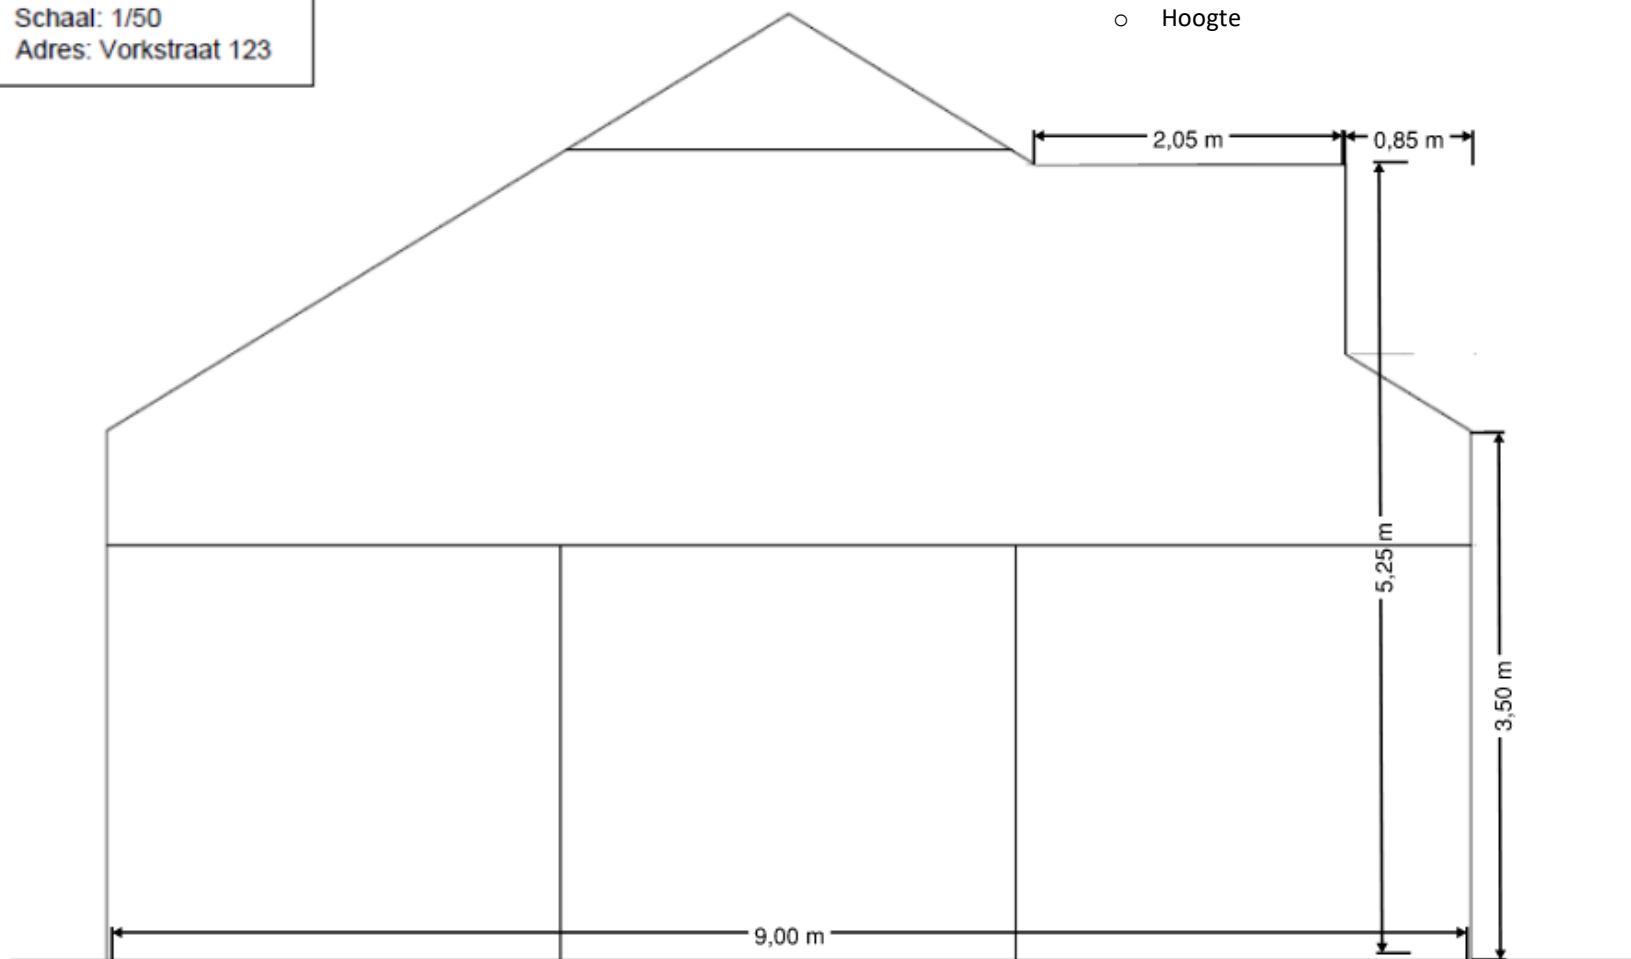 Schaal: 1/50
Adres: Vorkstraat 123
○ Hoogte
2,05 m
0,85 m
5,25 m
3,50 m
9,00 m